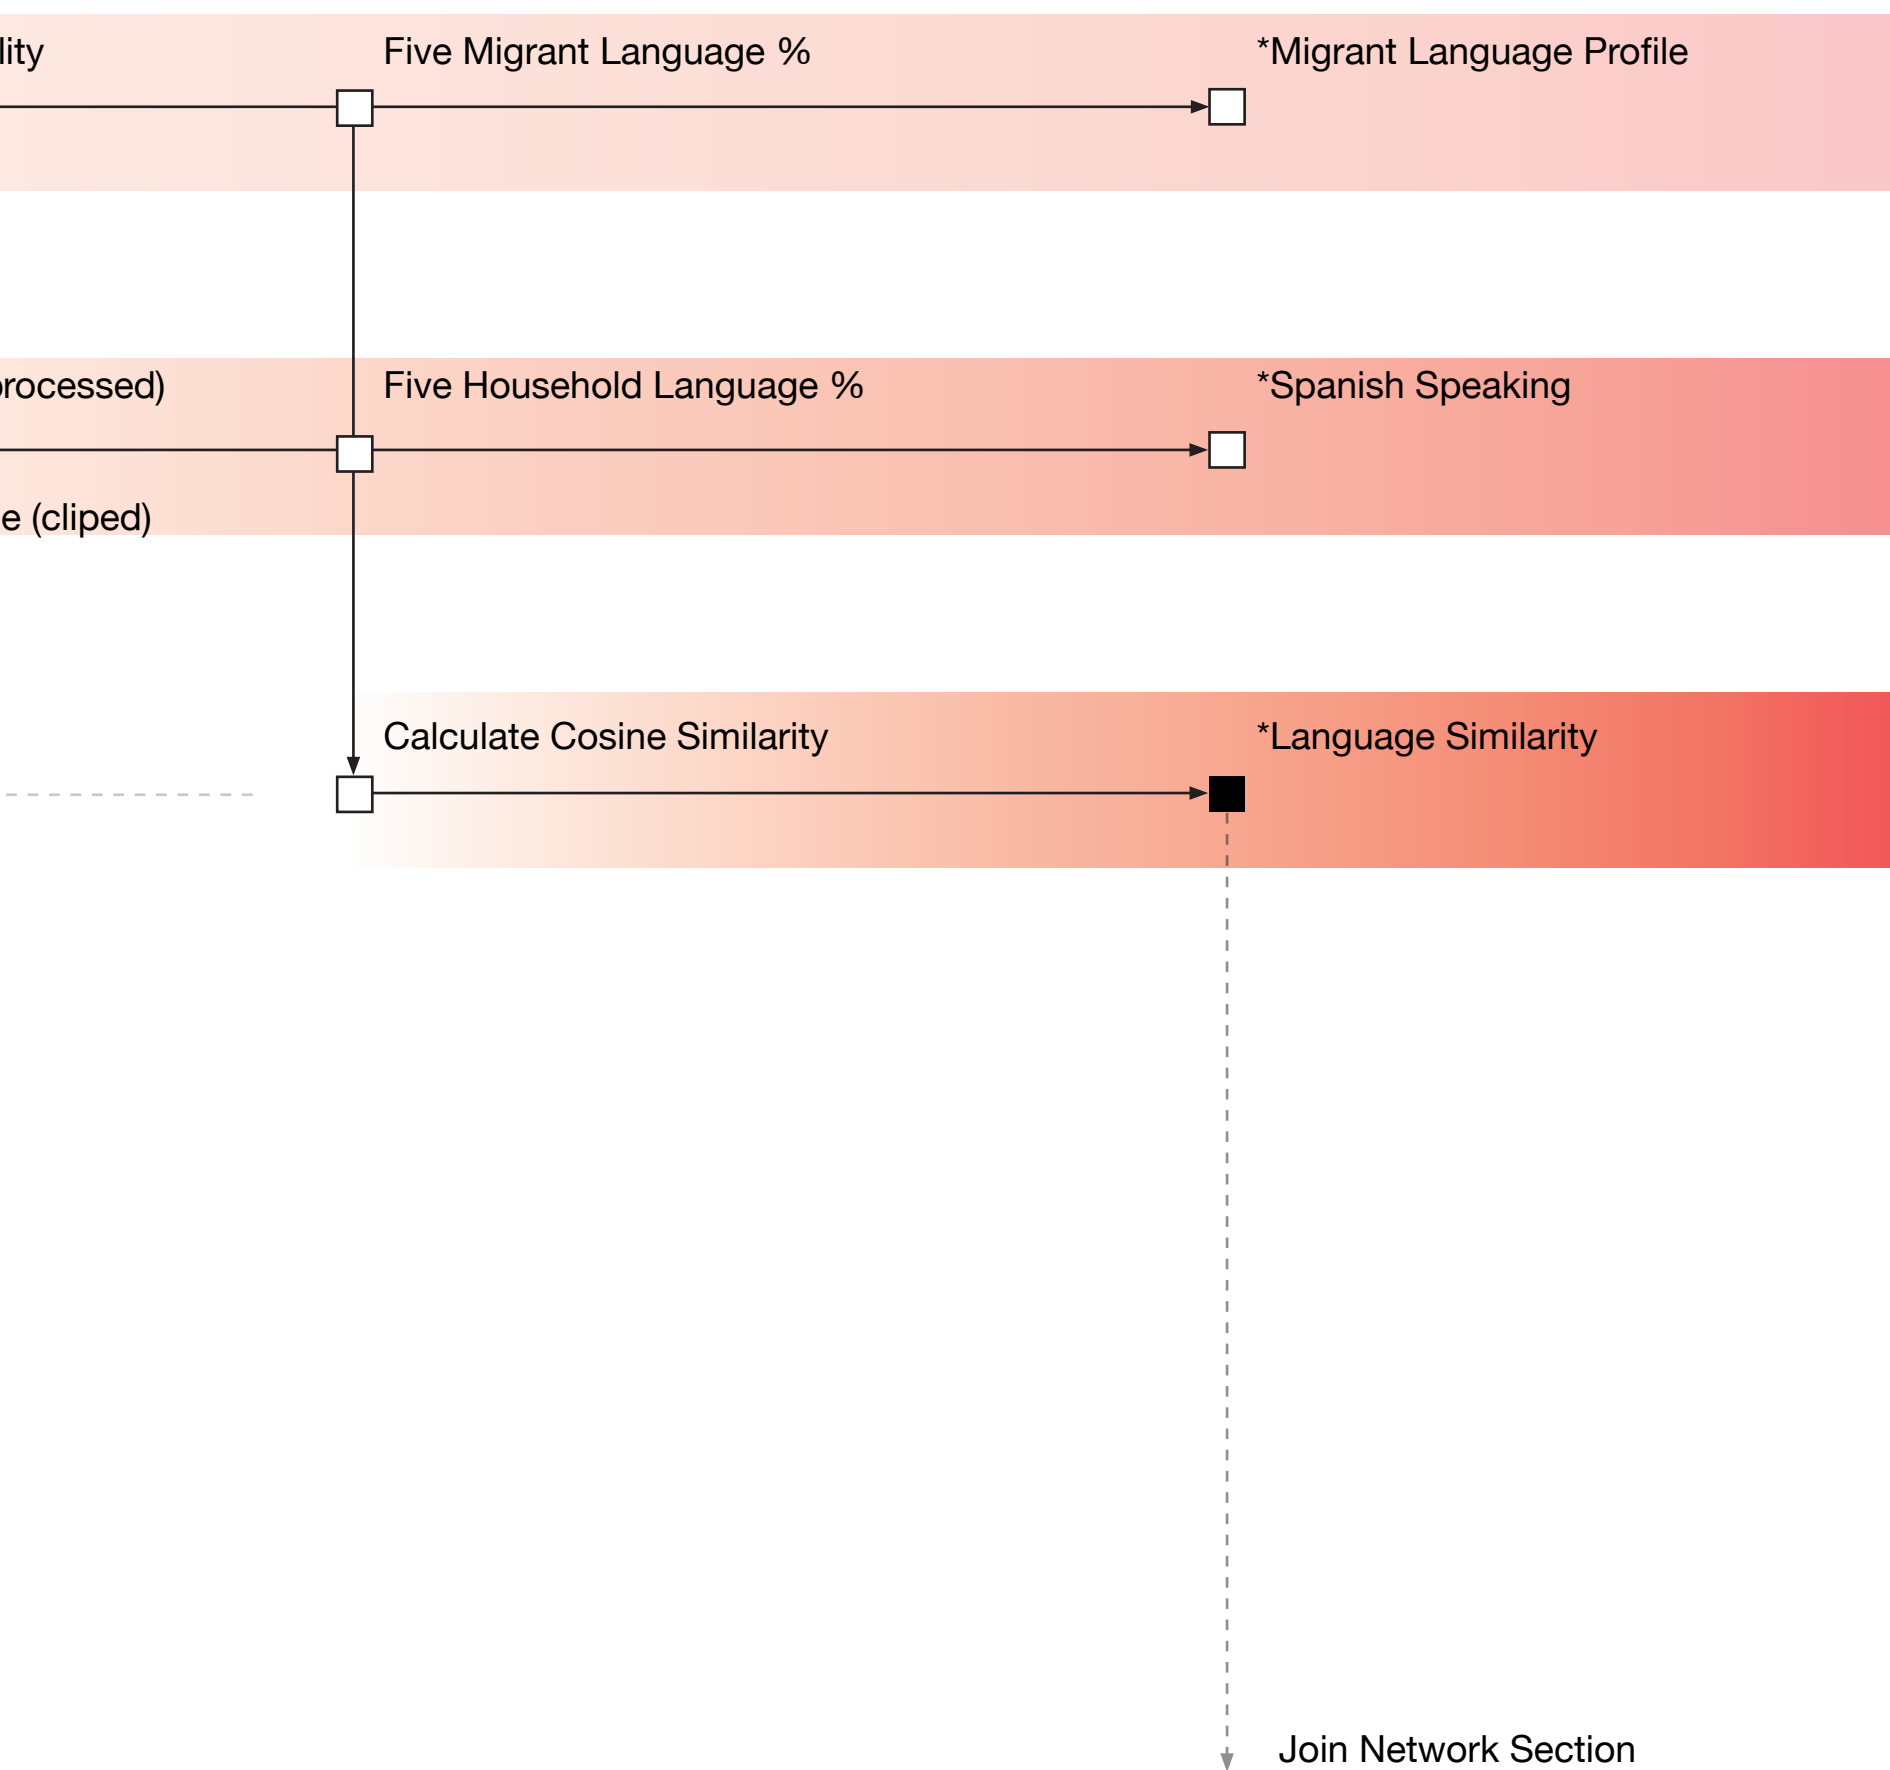 lity
Five Migrant Language %
*Migrant Language Profile
processed)
Five Household Language %
*Spanish Speaking
e (cliped)
Calculate Cosine Similarity
*Language Similarity
Join Network Section